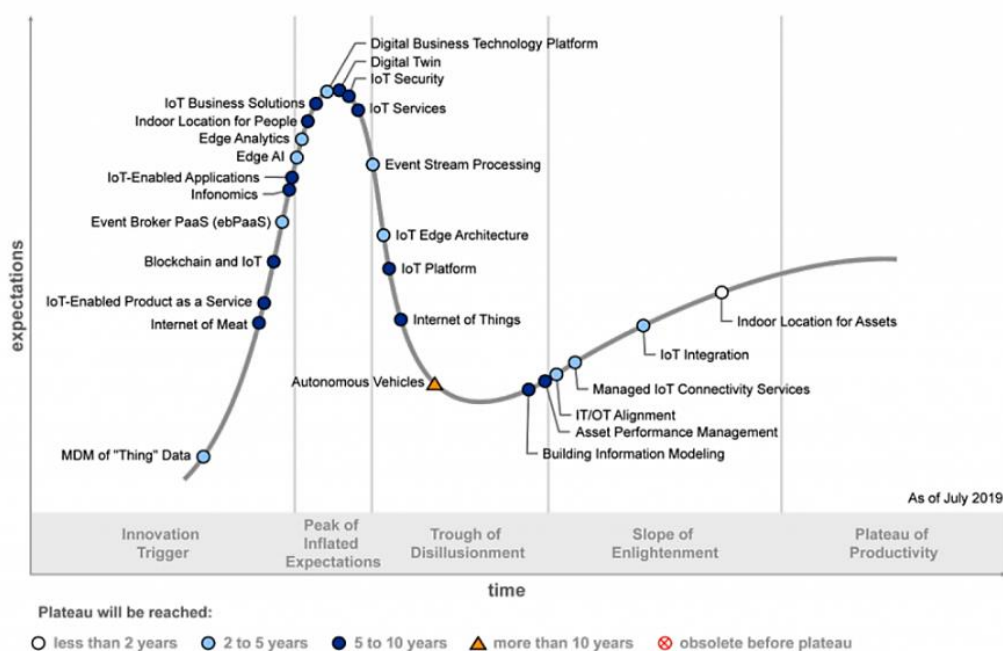 Digital Business Technology Platform
Digital Twin
IoT Security
IoT Business Solutions
IoT Services
Indoor Location for People
Edge Analytics
Edge AI
Event Stream Processing
IoT-Enabled Applications
Infonomics
Event Broker PaaS (ebPaaS)
IoT Edge Architecture
Blockchain and IoT
IoT Platform
IoT-Enabled Product as a Service
Internet of Meat
Internet of Things
Indoor Location for Assets
IoT Integration
Autonomous Vehicles
Managed IoT Connectivity Services
IT/OT Alignment
Asset Performance Management
Building Information Modeling
MDM of "Thing" Data
expectations
As of July 2019
Innovation
Trigger
Peak of
Inflated
Expectations
Trough of
Disillusionment
Slope of
Enlightenment
Plateau of
Productivity
time
Plateau will be reached:
less than 2 years
2 to 5 years
5 to 10 years
more than 10 years
obsolete before plateau